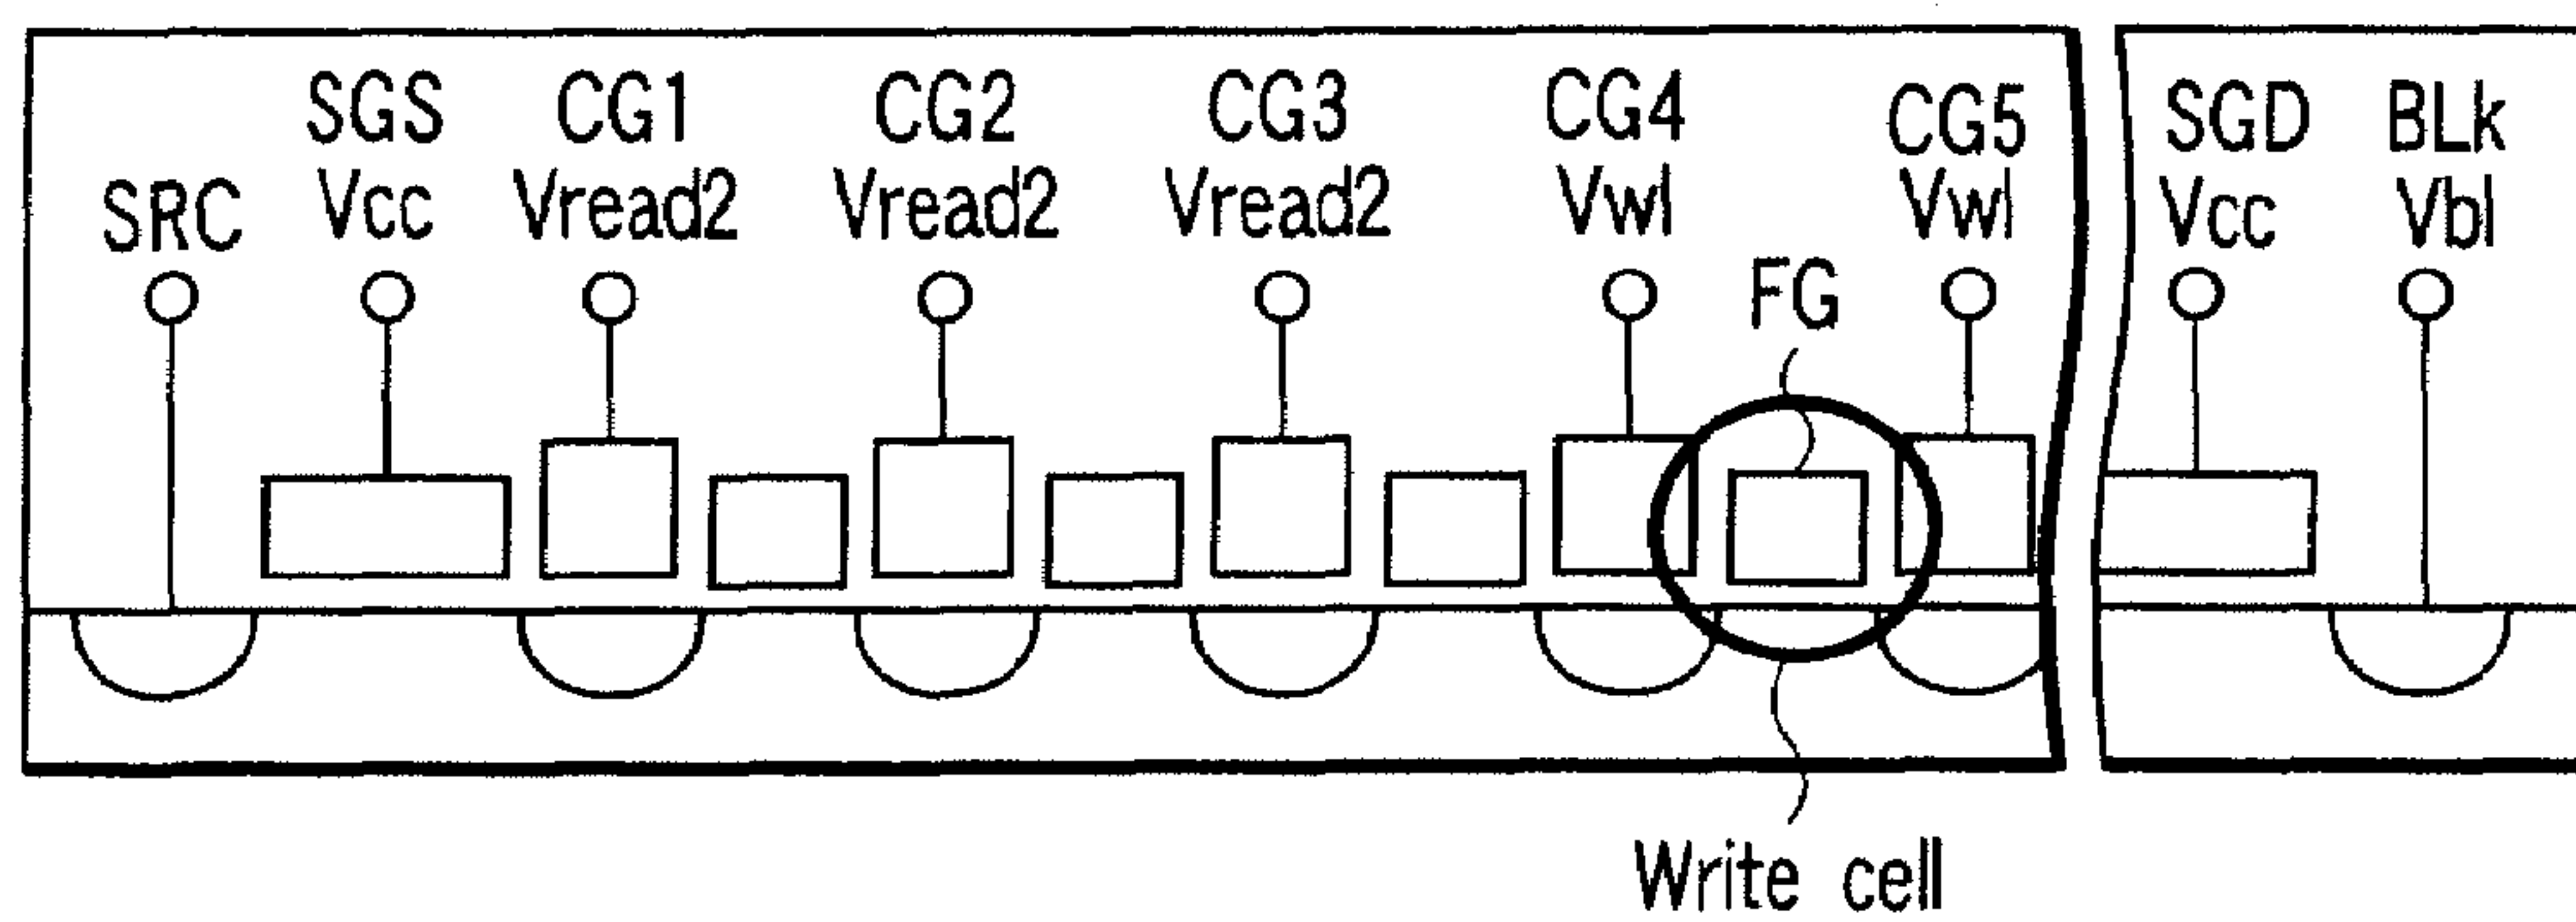 SRC
SGS
Vcc
CG1
Vread2
CG2
Vread2
CG3
Vread2
CG4
Vwl
FG
CG5
Vwl
SGD
Vcc
BLk
Vbl
Write cell